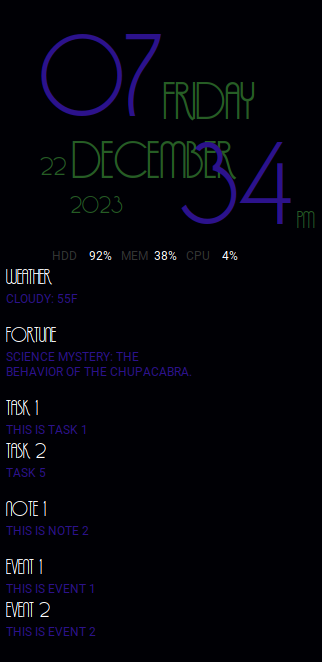 07 FRIDAY
22 DECEMBER
34
2023
PM
HDD 92% MEM 38% CPU 4%
WEATHER
CLOUDY: 55F
FORTUNE
SCIENCE MYSTERY: THE
BEHAVIOR OF THE CHUPACABRA.
TASK 1
THIS IS TASK 1
TASK 2
TASK 5
NOTE 1
THIS IS NOTE 2
EVENT 1
THIS IS EVENT 1
EVENT 2
THIS IS EVENT 2